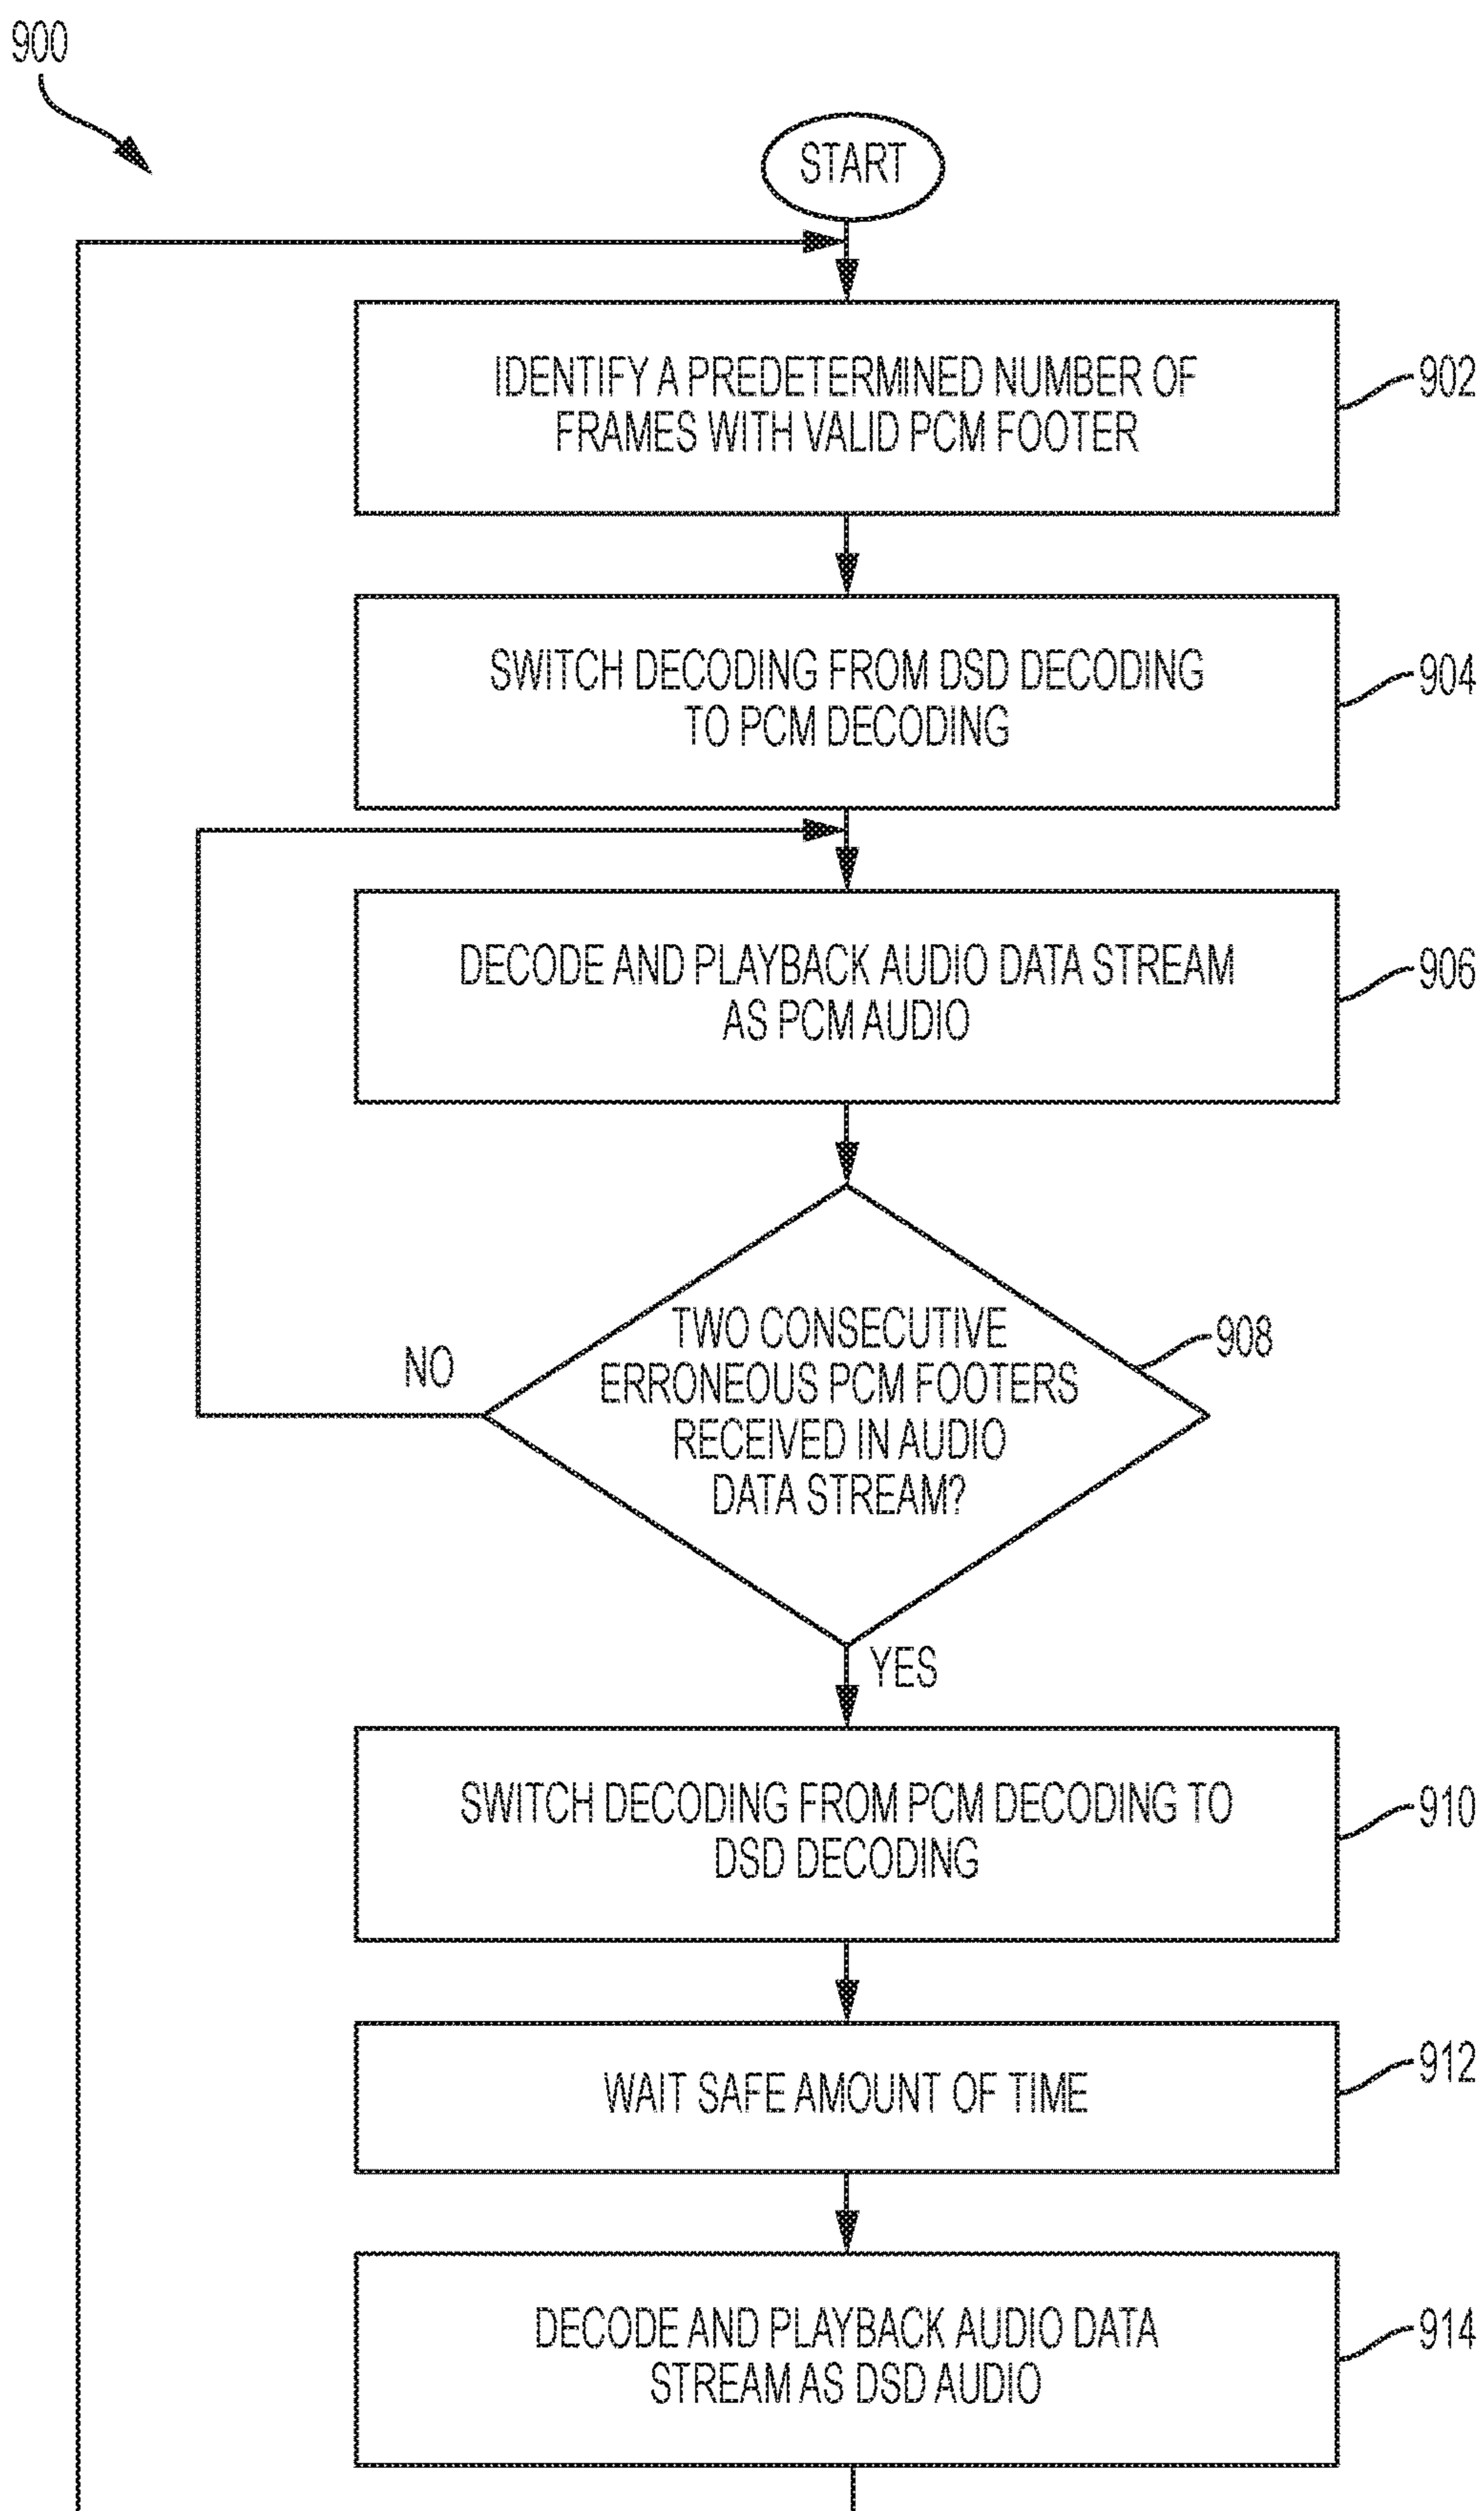 900
START
IDENTIFY A PREDETERMINED NUMBER OF
FRAMES WITH VALID PCM FOOTER
902
SWITCH DECODING FROM DSD DECODING
TO PCM DECODING
904
DECODE AND PLAYBACK AUDIO DATA STREAM
AS PCM AUDIO
906
TWO CONSECUTIVE
ERRONEOUS PCM FOOTERS
RECEIVED IN AUDIO
DATA STREAM?
908
NO
YES
SWITCH DECODING FROM PCM DECODING TO
DSD DECODING
910
WAIT SAFE AMOUNT OF TIME
912
DECODE AND PLAYBACK AUDIO DATA
STREAM AS DSD AUDIO
914